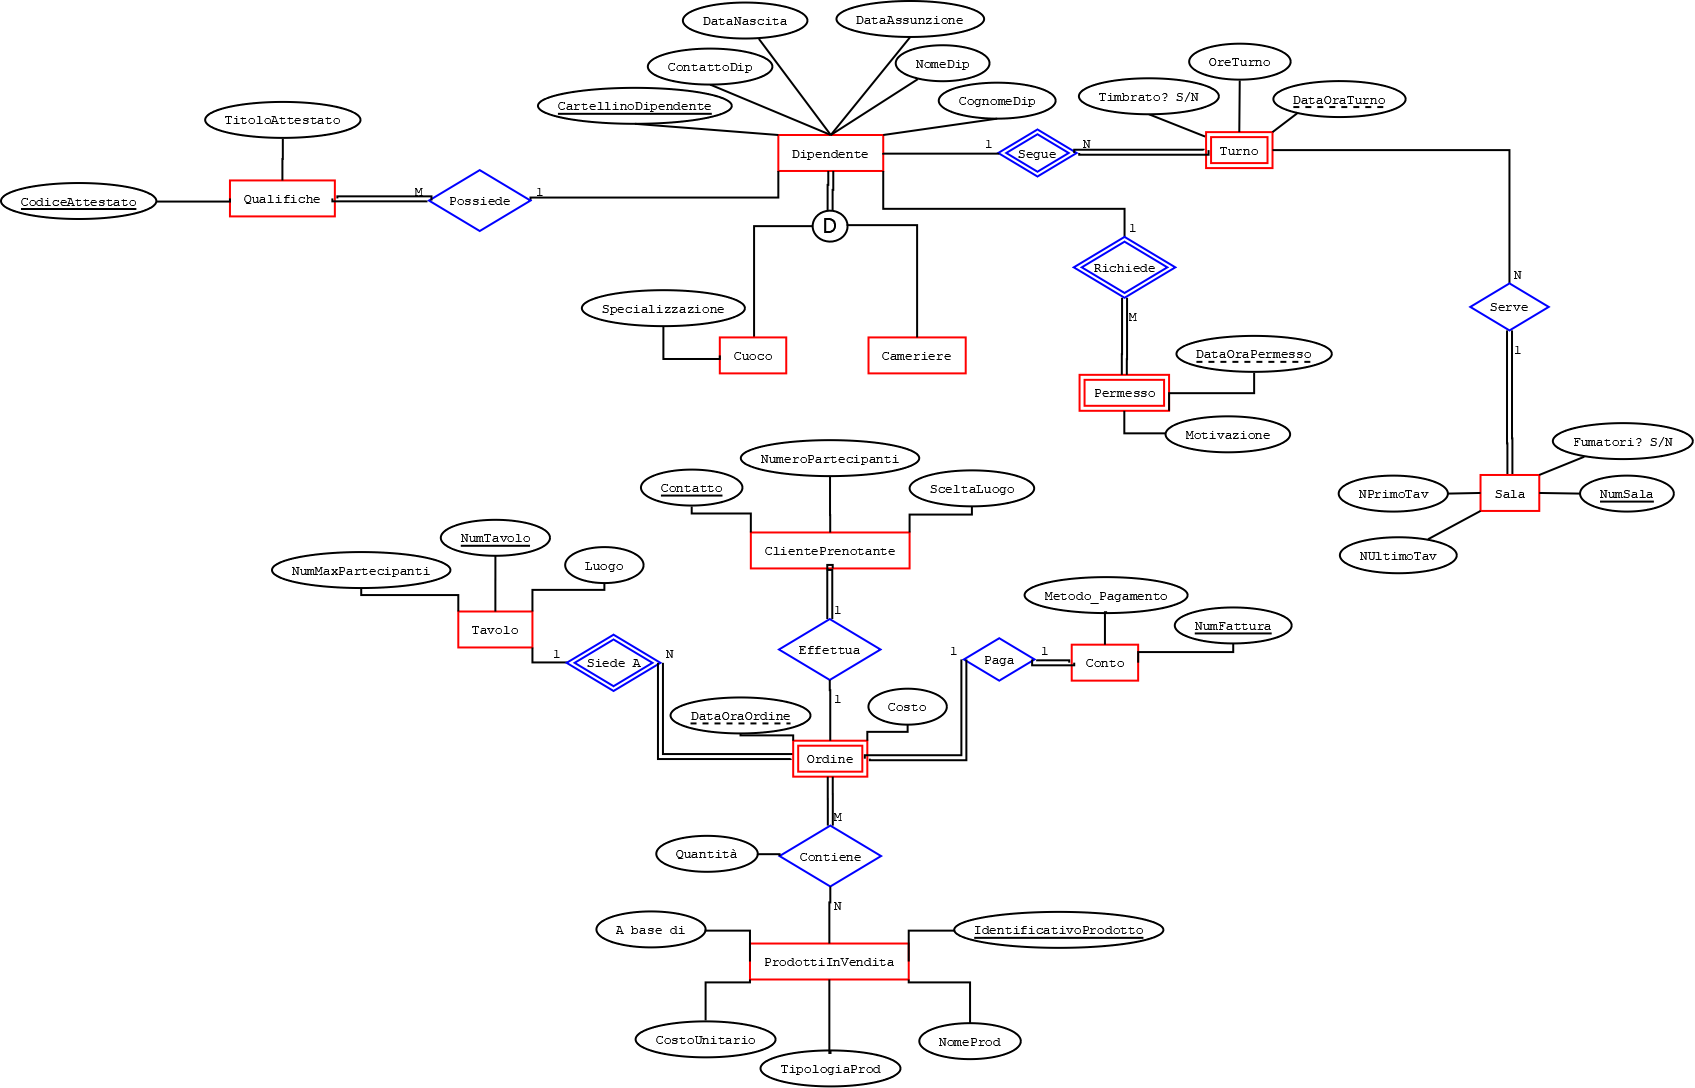 DataNascita
DataAssunzione
ContattoDip
NomeDip
OreTurno
CartellinoDipendente
CognomeDip
Timbrato? S/N
DataOraTurno
TitoloAttestato
Dipendente
1
Segue
N
Turno
CodiceAttestato
Qualifiche
M
Possiede
1
D
1
Richiede
N
Serve
1
M
Specializzazione
Cuoco
Cameriere
DataOraPermesso
Permesso
Motivazione
NumeroPartecipanti
Fumatori? S/N
Contatto
SceltaLuogo
NPrimoTav
Sala
NumSala
NUltimoTav
ClientePrenotante
NumTavolo
NumMaxPartecipanti
Luogo
Metodo_Pagamento
NumFattura
Tavolo
1
Siede A
N
1
Effettua
1
1
Paga
1
Conto
DataOraOrdine
Costo
Ordine
M
Quantità
Contiene
N
A base di
IdentificativoProdotto
ProdottiInVendita
CostoUnitario
NomeProd
TipologiaProd